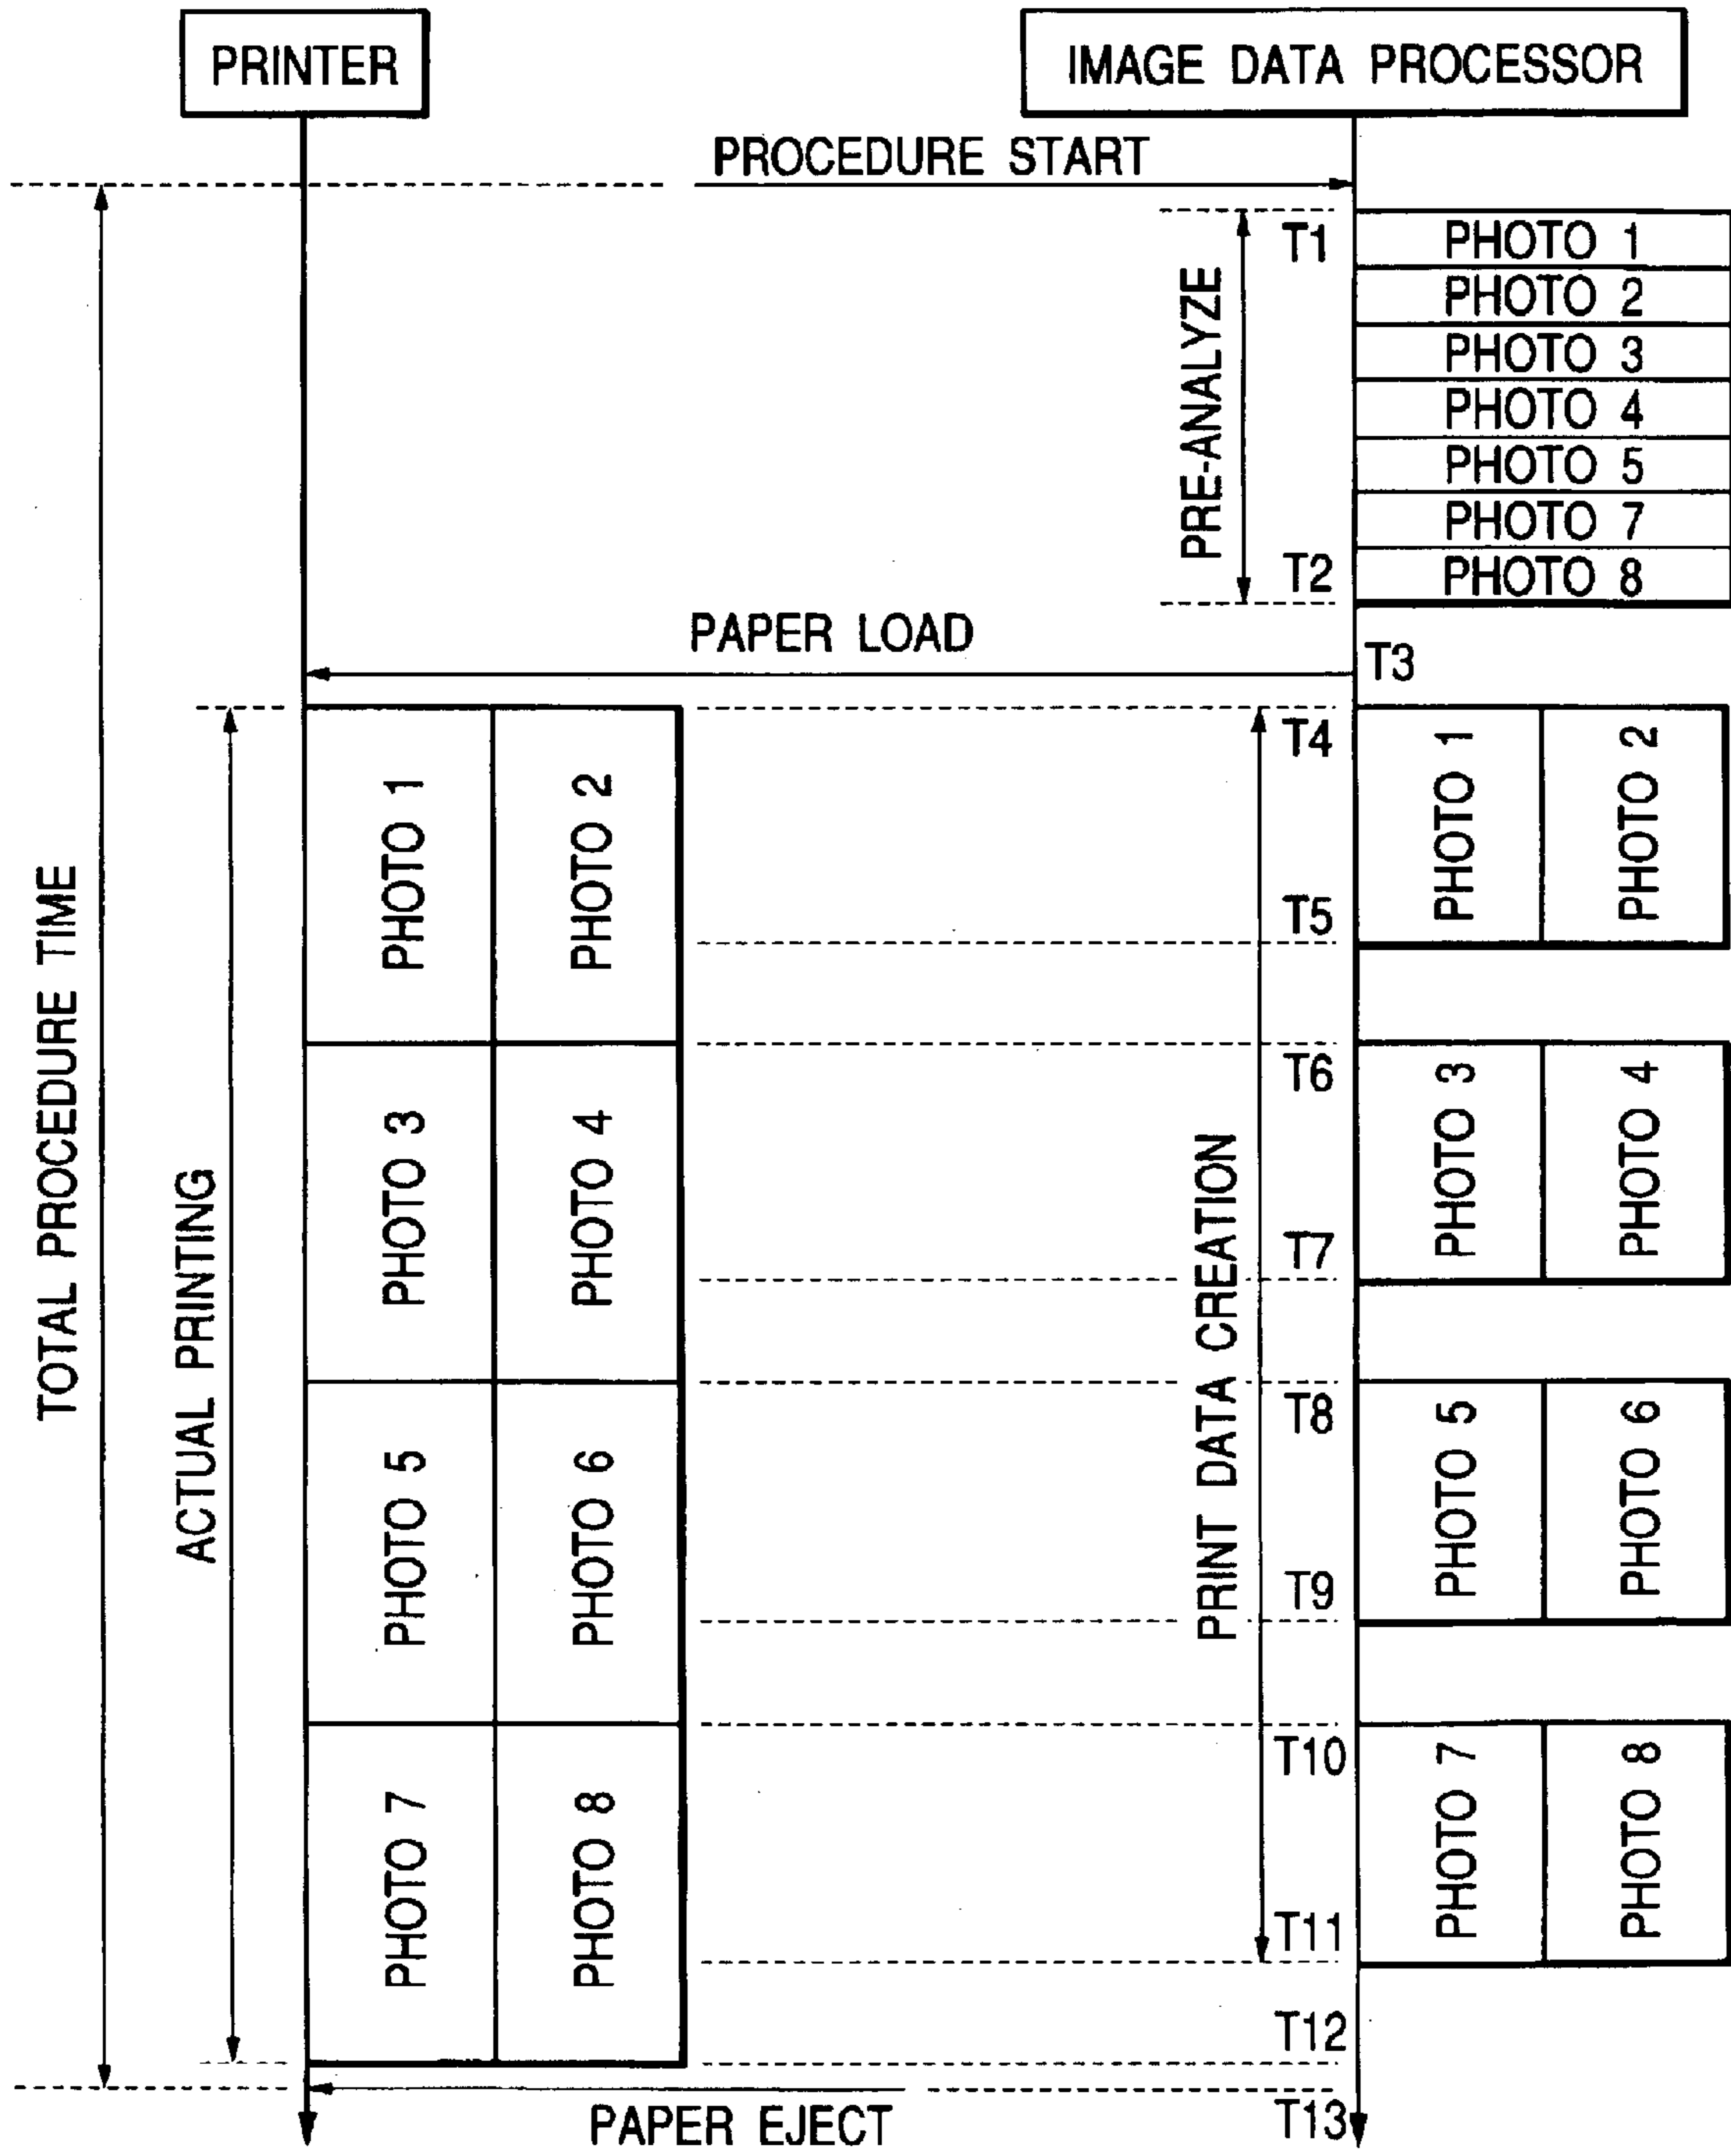 PRINTER
IMAGE DATA PROCESSOR
PROCEDURE START
T1
PHOTO 1
PHOTO 2
PHOTO 3
PHOTO 4
PHOTO 5
PHOTO 7
T2
PHOTO 8
PRE-ANALYZE
PAPER LOAD
T3
TOTAL PROCEDURE TIME
ACTUAL PRINTING
PHOTO 1
PHOTO 2
PHOTO 3
PHOTO 4
PHOTO 5
PHOTO 6
PHOTO 7
PHOTO 8
PRINT DATA CREATION
T4
T5
T6
T7
T8
T9
T10
T11
T12
T13
PHOTO 1
PHOTO 2
PHOTO 3
PHOTO 4
PHOTO 5
PHOTO 6
PHOTO 7
PHOTO 8
PAPER EJECT